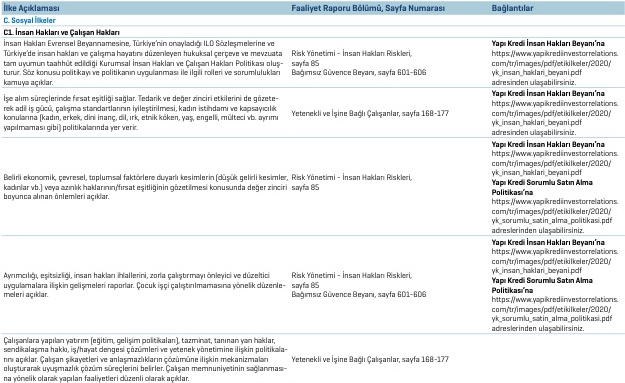 İlke Açıklaması Faaliyet Raporu Bölümü, Sayfa Numarası Bağlantılar
C. Sosyal İlkeler
C1. İnsan Hakları ve Çalışan Hakları
İnsan Hakları Evrensel Beyannamesine, Türkiye'nin onayladığı ILO Sözleşmelerine ve
Türkiye'de insan hakları ve çalışma hayatını düzenleyen hukuksal çerçeve ve mevzuata
tam uyumun taahhüt edildiği Kurumsal İnsan Hakları ve Çalışan Hakları Politikası oluş-
turur. Söz konusu politikayı ve politikanın uygulanması ile ilgili rolleri ve sorumlulukları
kamuya açıklar.
Risk Yönetimi - İnsan Hakları Riskleri,
sayfa 85
Bağımsız Güvence Beyanı, sayfa 601-606
Yapı Kredi İnsan Hakları Beyanı'na
https://www.yapikrediinvestorrelations.
com/tr/images/pdf/etikilkeler/2020/
yk_insan_haklari_beyani.pdf
adresinden ulaşabilirsiniz.
İşe alım süreçlerinde fırsat eşitliği sağlar. Tedarik ve değer zinciri etkilerini de gözete-
rek adil iş gücü, çalışma standartlarının iyileştirilmesi, kadın istihdamı ve kapsayıcılık
konularına (kadın, erkek, dini inanç, dil, ırk, etnik köken, yaş, engelli, mülteci vb. ayrımı
yapılmaması gibi) politikalarında yer verir.
Yetenekli ve İşine Bağlı Çalışanlar, sayfa 168-177
Yapı Kredi İnsan Hakları Beyanı'na
https://www.yapikrediinvestorrelations.
com/tr/images/pdf/etikilkeler/2020/
yk_insan_haklari_beyani.pdf
adresinden ulaşabilirsiniz.
Belirli ekonomik, çevresel, toplumsal faktörlere duyarlı kesimlerin (düşük gelirli kesimler,
kadınlar vb.) veya azınlık haklarının/fırsat eşitliğinin gözetilmesi konusunda değer zinciri
boyunca alınan önlemleri açıklar.
Risk Yönetimi - İnsan Hakları Riskleri,
sayfa 85
Yapı Kredi İnsan Hakları Beyanı'na
https://www.yapikrediinvestorrelations.
com/tr/images/pdf/etikilkeler/2020/
yk_insan_haklari_beyani.pdf
Yapı Kredi Sorumlu Satın Alma
Politikası'na
https://www.yapikrediinvestorrelations.
com/tr/images/pdf/etikilkeler/2020/
yk_sorumlu_satin_alma_politikasi.pdf
adreslerinden ulaşabilirsiniz.
Ayrımcılığı, eşitsizliği, insan hakları ihlallerini, zorla çalıştırmayı önleyici ve düzeltici
uygulamalara ilişkin gelişmeleri raporlar. Çocuk işçi çalıştırılmamasına yönelik düzenle-
meleri açıklar.
Risk Yönetimi - İnsan Hakları Riskleri,
sayfa 85
Bağımsız Güvence Beyanı, sayfa 601-606
Yapı Kredi İnsan Hakları Beyanı'na
https://www.yapikrediinvestorrelations.
com/tr/images/pdf/etikilkeler/2020/
yk_insan_haklari_beyani.pdf
Yapı Kredi Sorumlu Satın Alma
Politikası'na
https://www.yapikrediinvestorrelations.
com/tr/images/pdf/etikilkeler/2020/
yk_sorumlu_satin_alma_politikasi.pdf
adreslerinden ulaşabilirsiniz.
Çalışanlara yapılan yatırım (eğitim, gelişim politikaları), tazminat, tanınan yan haklar,
sendikalaşma hakkı, iş/hayat dengesi çözümleri ve yetenek yönetimine ilişkin politikala-
rını açıklar. Çalışan şikayetleri ve anlaşmazlıkların çözümüne ilişkin mekanizmaları
oluşturarak uyuşmazlık çözüm süreçlerini belirler. Çalışan memnuniyetinin sağlanması-
na yönelik olarak yapılan faaliyetleri düzenli olarak açıklar.
Yetenekli ve İşine Bağlı Çalışanlar, sayfa 168-177